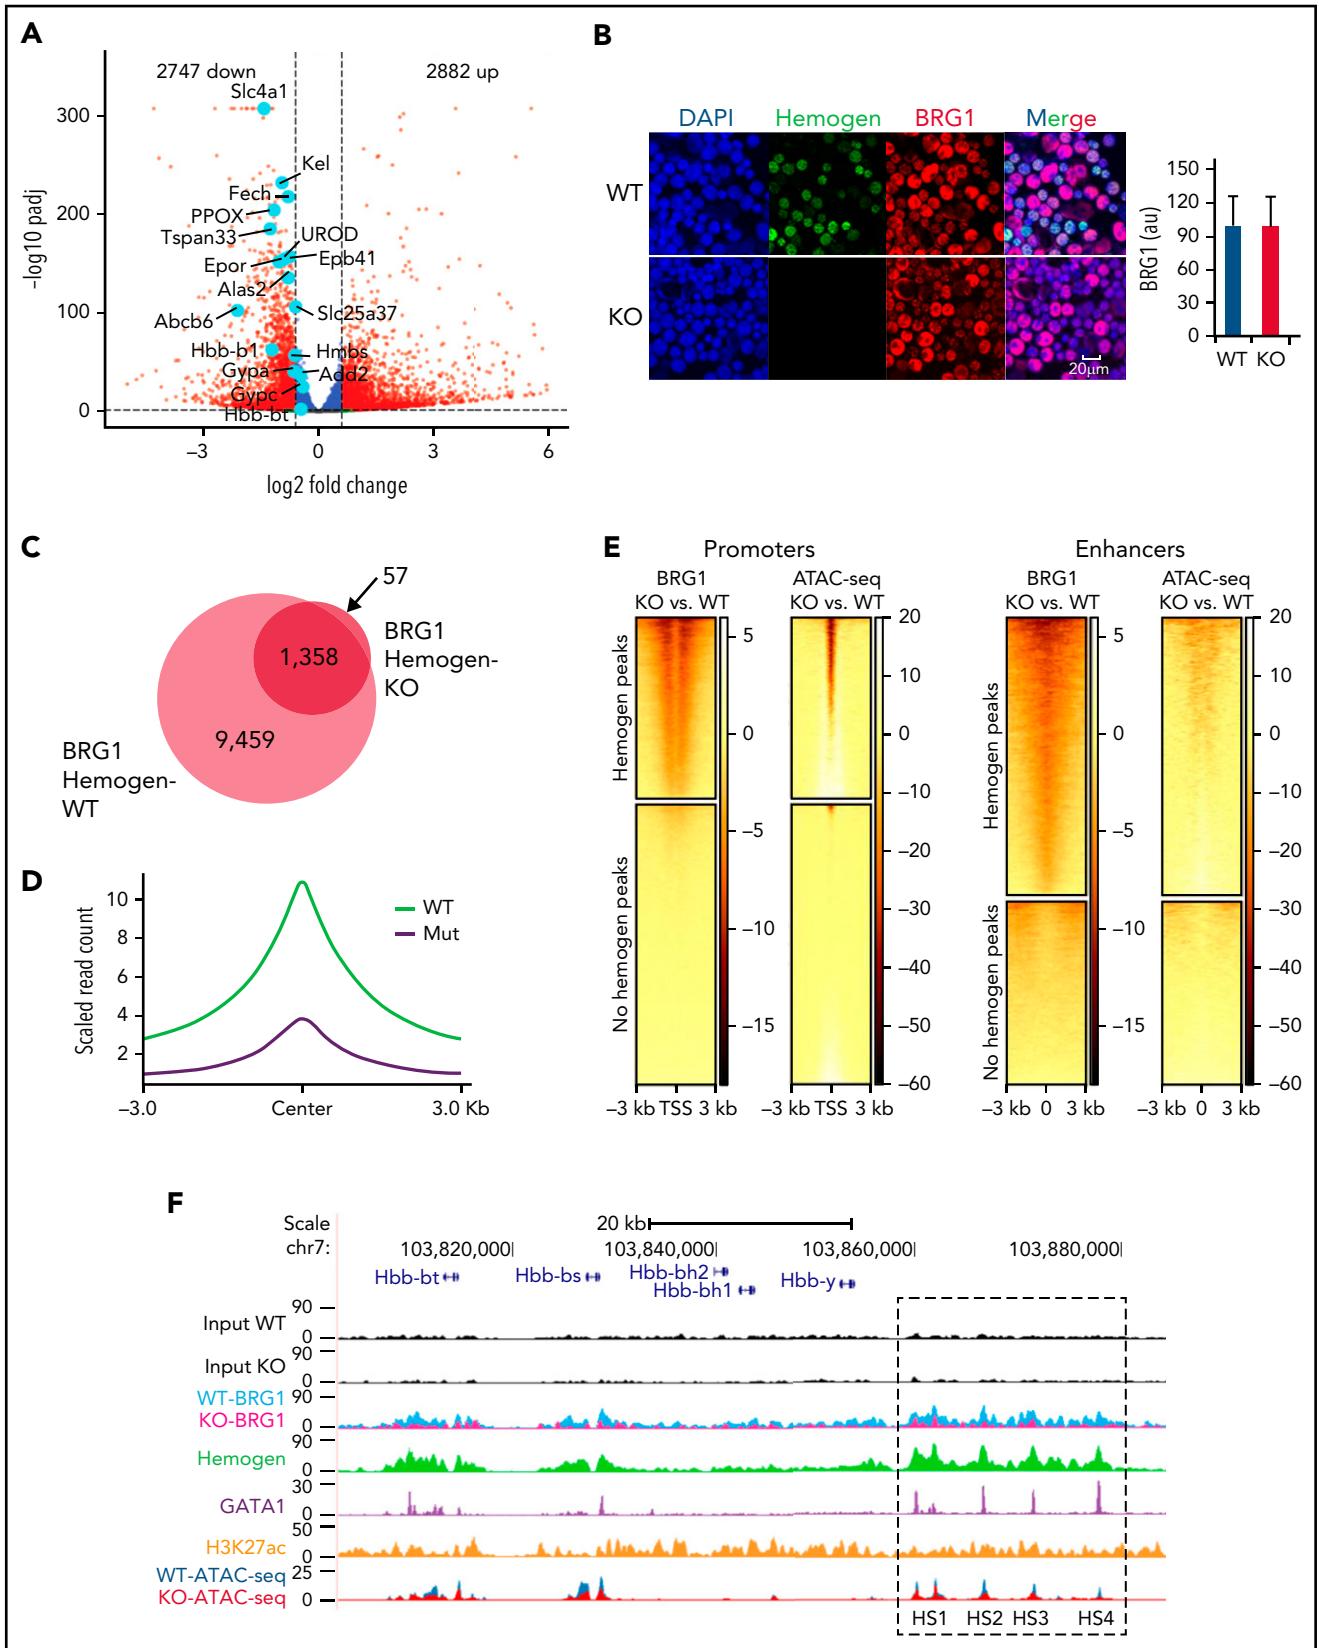 A
2747 down
2882 up
Slc4a1
Kel
Fech
PPOX
Tspan33
UROD
Epor
Epb41
Alas2
Slc25a37
Abcb6
Hbb-b1
Hmbs
Gypa
Add2
Gypc
Hbb-bt
–log10 padj
300
200
100
0
–3
0
3
6
log2 fold change
B
DAPI
Hemogen
BRG1
Merge
WT
KO
20μm
BRG1 (au)
150
120
90
60
30
0
WT
KO
C
57
1,358
BRG1
Hemogen-
KO
9,459
BRG1
Hemogen-
WT
D
Scaled read count
10
8
6
4
2
WT
Mut
–3.0
Center
3.0 Kb
E
Promoters
Enhancers
BRG1
KO vs. WT
ATAC-seq
KO vs. WT
BRG1
KO vs. WT
ATAC-seq
KO vs. WT
Hemogen peaks
No hemogen peaks
5
0
–5
–10
–15
20
10
0
–10
–20
–30
–40
–50
–60
–3 kb TSS 3 kb
–3 kb TSS 3 kb
Hemogen peaks
No hemogen peaks
5
0
–5
–10
–15
20
10
0
–10
–20
–30
–40
–50
–60
–3 kb 0 3 kb
–3 kb 0 3 kb
F
Scale
20 kb
chr7:
103,820,000
103,840,000
103,860,000
103,880,000
Hbb-bt
Hbb-bs
Hbb-bh2
Hbb-bh1
Hbb-y
Input WT
90
0
Input KO
90
0
WT-BRG1
KO-BRG1
90
0
Hemogen
90
0
GATA1
30
0
H3K27ac
50
0
WT-ATAC-seq
KO-ATAC-seq
25
0
HS1 HS2 HS3 HS4